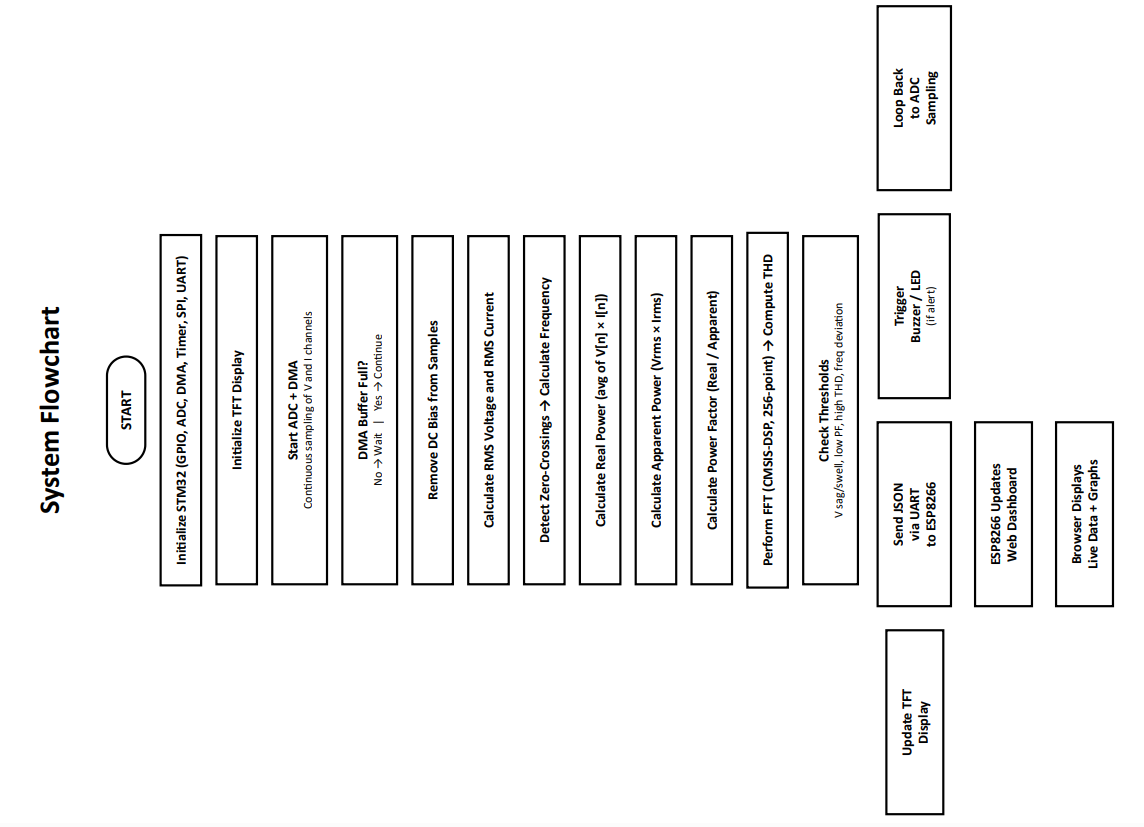 System Flowchart
START
Initialize STM32 (GPIO, ADC, DMA, Timer, SPI, UART)
Initialize TFT Display
Start ADC + DMA
Continuous sampling of V and I channels
DMA Buffer Full?
No → Wait | Yes → Continue
Remove DC Bias from Samples
Calculate RMS Voltage and RMS Current
Detect Zero-Crossings → Calculate Frequency
Calculate Real Power (avg of V[n] × I[n])
Calculate Apparent Power (Vrms × Irms)
Calculate Power Factor (Real / Apparent)
Perform FFT (CMSIS-DSP, 256-point) → Compute THD
Check Thresholds
V sag/swell, low PF, high THD, freq deviation
Update TFT
Display
Send JSON
via UART
to ESP8266
Trigger
Buzzer / LED
(if alert)
Loop Back
to ADC
Sampling
ESP8266 Updates
Web Dashboard
Browser Displays
Live Data + Graphs